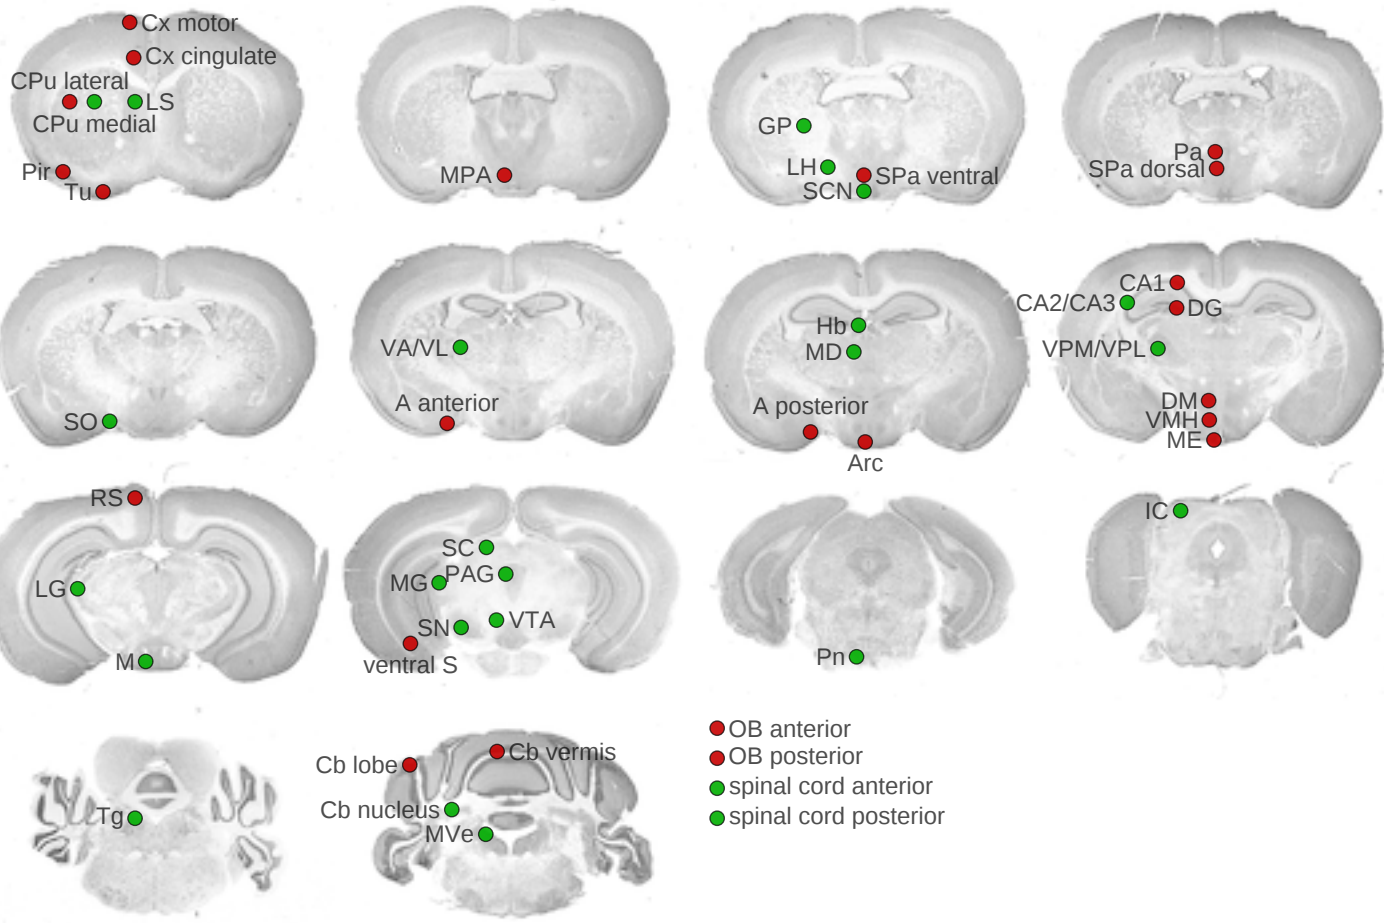 Cx motor
Cx cingulate
CPu lateral
LS
CPu medial
Pir
Tu
MPA
GP
LH
SPa ventral
SCN
Pa
SPa dorsal
SO
VA/VL
A anterior
Hb
MD
A posterior
Arc
CA1
CA2/CA3
DG
VPM/VPL
DM
VMH
ME
RS
LG
M
SC
MG
PAG
SN
VTA
ventral S
Pn
IC
Tg
Cb lobe
Cb vermis
Cb nucleus
MVe
OB anterior
OB posterior
spinal cord anterior
spinal cord posterior